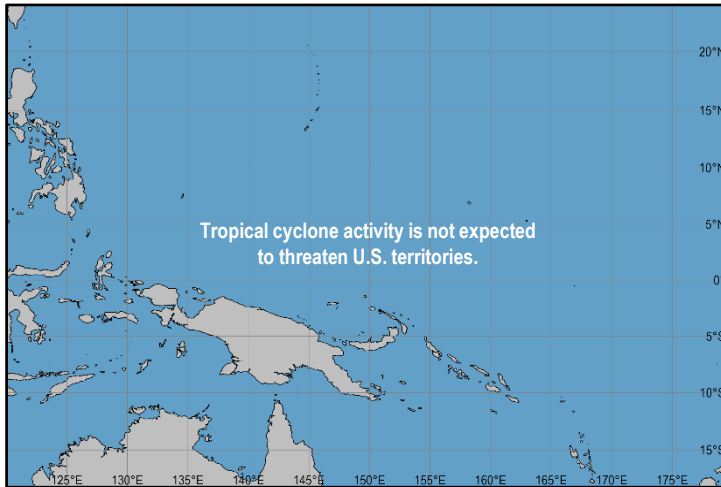 20°N
15°N
10°N
5°N
Tropical cyclone activity is not expected
to threaten U.S. territories.
0°
5°S
10°S
15°S
125°E 130°E 135°E 140°E 145°E 150°E 155°E 160°E 165°E 170°E 175°E